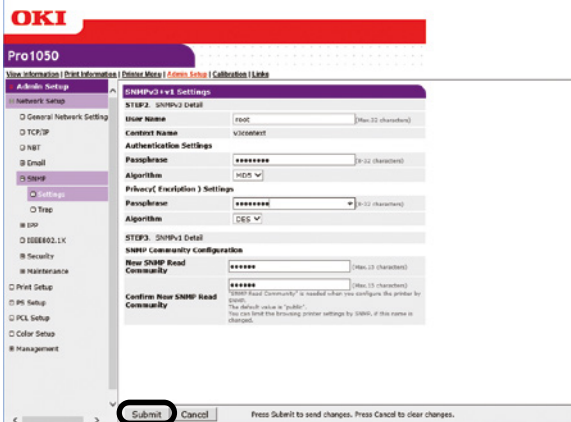 OKI
Pro1050
View Information | Print Information | Printer Menu | Admin Setup | Calibration | Links
Admin Setup
Network Setup
General Network Setting
TCP/IP
NBT
Email
SNMP
Settings
Trap
IPP
IEEE802.1X
Security
Maintenance
Print Setup
PS Setup
PCL Setup
Color Setup
Management
SNMPv3+v1 Settings
STEP2. SNMPv3 Detail
User Name root (Max.32 characters)
Context Name v3context
Authentication Settings
Passphrase •••••••• (8-32 characters)
Algorithm MD5
Privacy( Encription ) Settings
Passphrase •••••••• (8-32 characters)
Algorithm DES
STEP3. SNMPv1 Detail
SNMP Community Configuration
New SNMP Read Community •••••• (Max.15 characters)
Confirm New SNMP Read Community •••••• (Max.15 characters)
"SNMP Read Community" is needed when you configure the printer by SNMP.
The default value is "public".
You can limit the browsing printer settings by SNMP, if this name is changed.
Submit Cancel Press Submit to send changes. Press Cancel to clear changes.